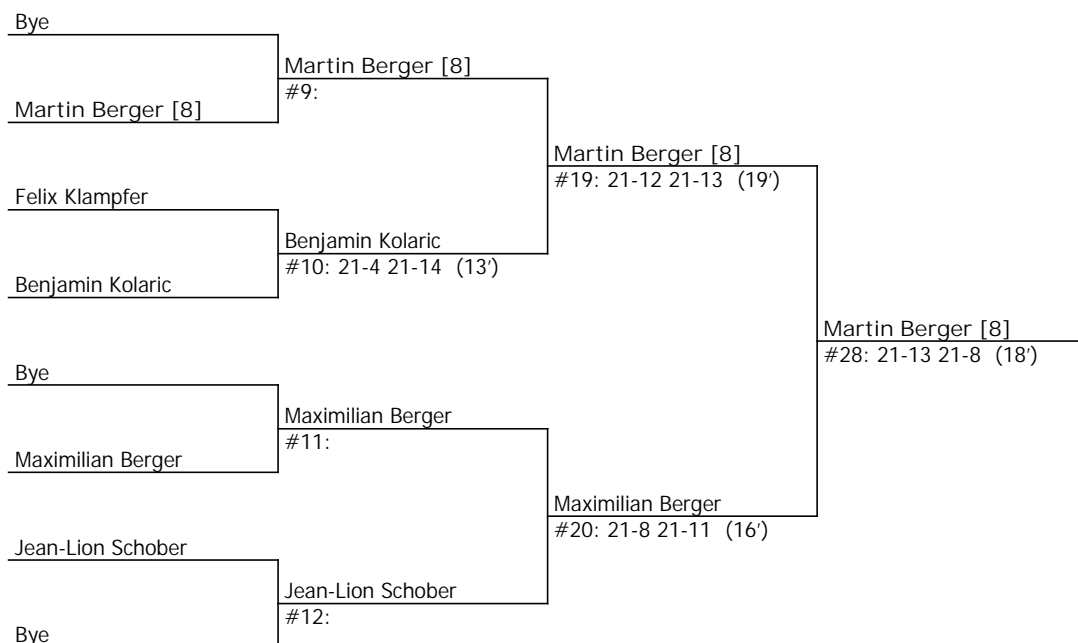 Bye
Martin Berger [8]
#9:
Martin Berger [8]
Martin Berger [8]
#19: 21-12 21-13 (19')
Felix Klampfer
Benjamin Kolaric
#10: 21-4 21-14 (13')
Benjamin Kolaric
Martin Berger [8]
#28: 21-13 21-8 (18')
Bye
Maximilian Berger
#11:
Maximilian Berger
Maximilian Berger
#20: 21-8 21-11 (16')
Jean-Lion Schober
Jean-Lion Schober
#12:
Bye